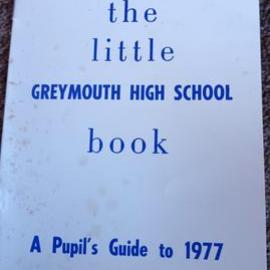 the
little
GREYMOUTH HIGH SCHOOL
book
A Pupil's Guide to 1977